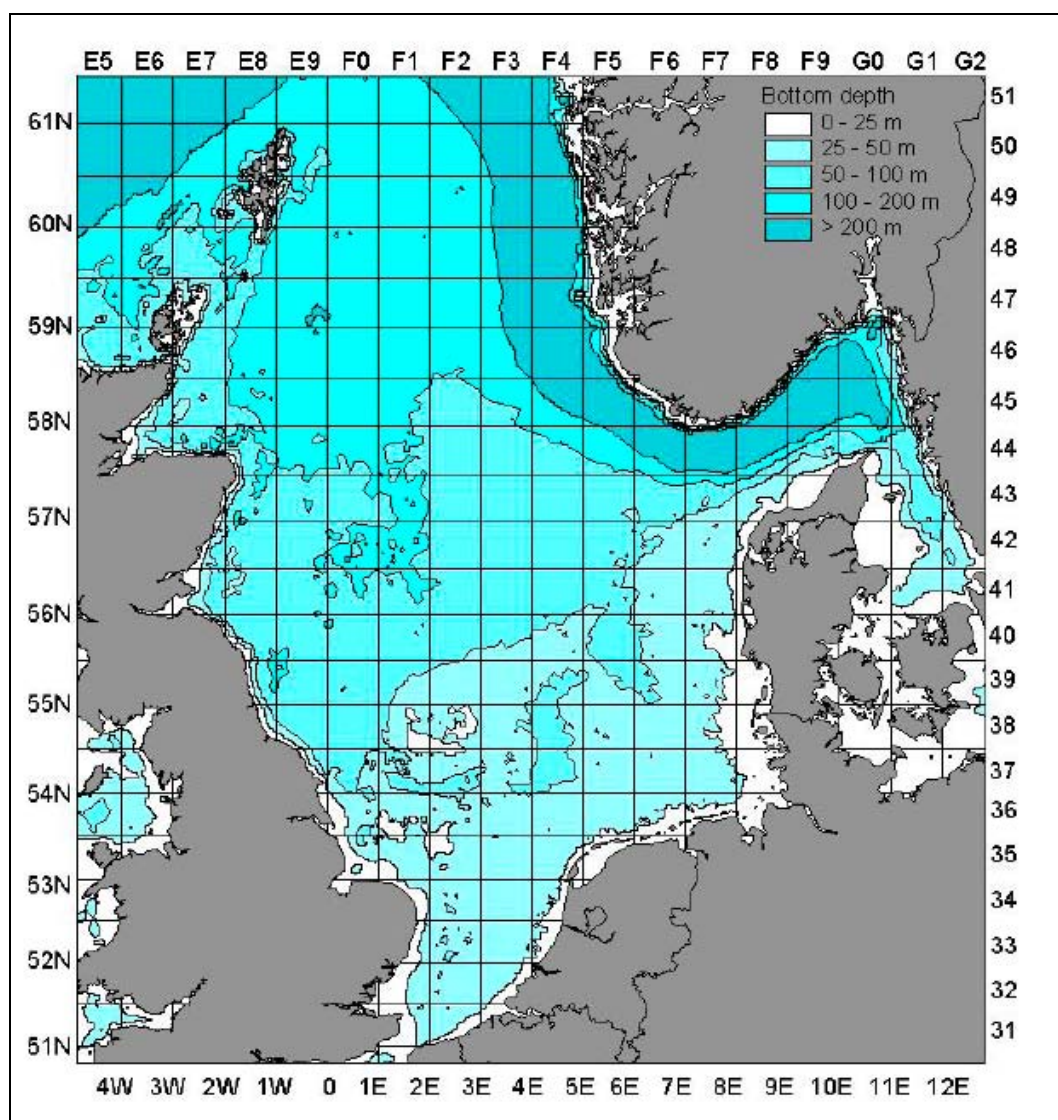 E5 E6 E7 E8 E9 F0 F1 F2 F3 F4 F5 F6 F7 F8 F9 G0 G1 G2
Bottom depth
0 - 25 m
25 - 50 m
50 - 100 m
100 - 200 m
> 200 m
61N
60N
59N
58N
57N
56N
55N
54N
53N
52N
51N
51
50
49
48
47
46
45
44
43
42
41
40
39
38
37
36
35
34
33
32
31
4W 3W 2W 1W 0 1E 2E 3E 4E 5E 6E 7E 8E 9E 10E 11E 12E